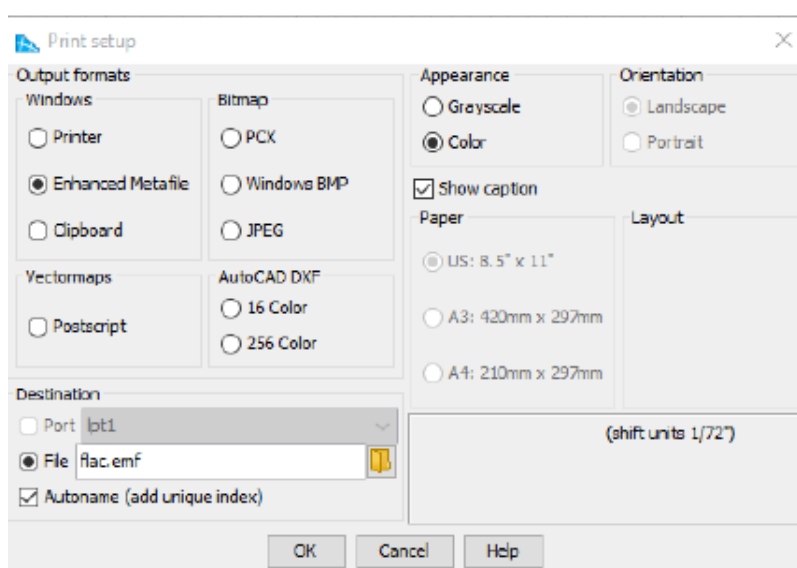 Print setup
Output formats
Windows
Printer
Enhanced Metafile
Clipboard
Bitmap
PCX
Windows BMP
JPEG
Vectormaps
Postscript
AutoCAD DXF
16 Color
256 Color
Destination
Port lpt1
File flac.emf
Autoname (add unique index)
Appearance
Grayscale
Color
Orientation
Landscape
Portrait
Show caption
Paper
US: 8.5" x 11"
A3: 420mm x 297mm
A4: 210mm x 297mm
Layout
(shift units 1/72")
OK
Cancel
Help